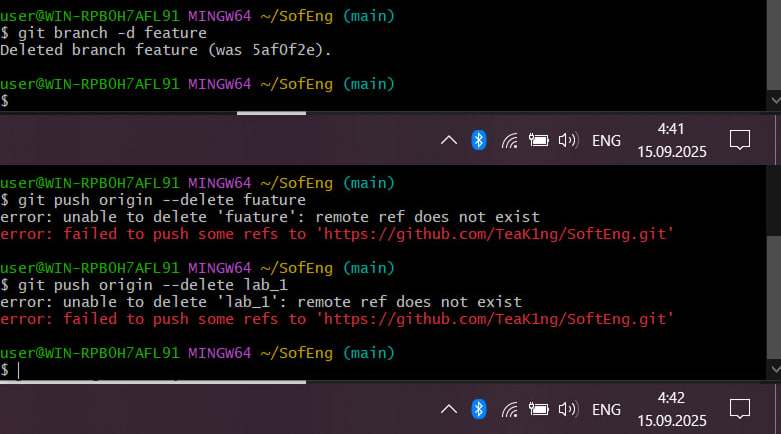 user@WIN-RPBOH7AFL91 MINGW64 ~/SofEng (main)
$ git branch -d feature
Deleted branch feature (was 5af0f2e).
user@WIN-RPBOH7AFL91 MINGW64 ~/SofEng (main)
$
ENG
4:41
15.09.2025
user@WIN-RPBOH7AFL91 MINGW64 ~/SofEng (main)
$ git push origin --delete fuature
error: unable to delete 'fuature': remote ref does not exist
error: failed to push some refs to 'https://github.com/TeaK1ng/SoftEng.git'
user@WIN-RPBOH7AFL91 MINGW64 ~/SofEng (main)
$ git push origin --delete lab_1
error: unable to delete 'lab_1': remote ref does not exist
error: failed to push some refs to 'https://github.com/TeaK1ng/SoftEng.git'
user@WIN-RPBOH7AFL91 MINGW64 ~/SofEng (main)
$
ENG
4:42
15.09.2025